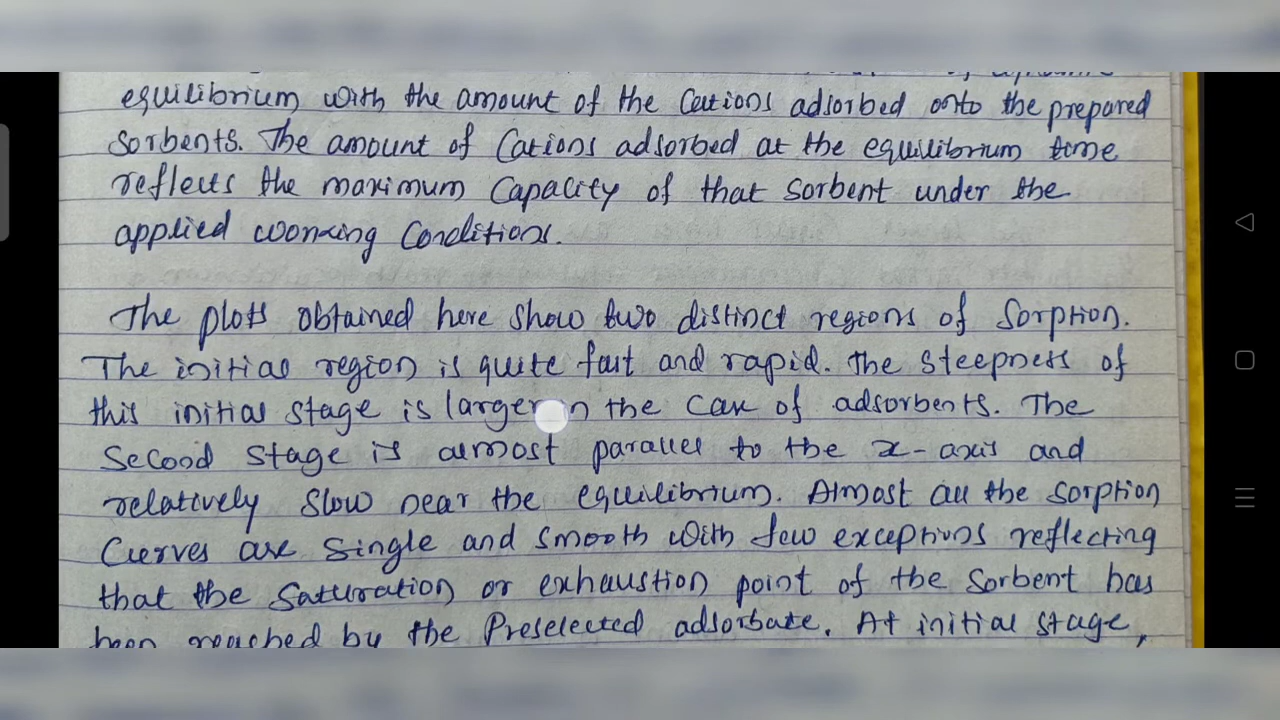 equilibrium with the amount of the Cations adsorbed onto the prepared
Sorbents. The amount of Cations adsorbed at the equilibrium time
reflects the maximum Capacity of that sorbent under the
applied working Conditions.
The plots obtained here show two distinct regions of Sorption.
The initial region is quite fast and rapid. The Steepness of
this initial stage is larger in the Case of adsorbents. The
Second stage is almost parallel to the x-axis and
relatively slow near the equilibrium. Almost all the sorption
Curves are single and smooth with few exceptions reflecting
that the Saturation or exhaustion point of the Sorbent has
been reached by the Preselected adsorbate. At initial stage,